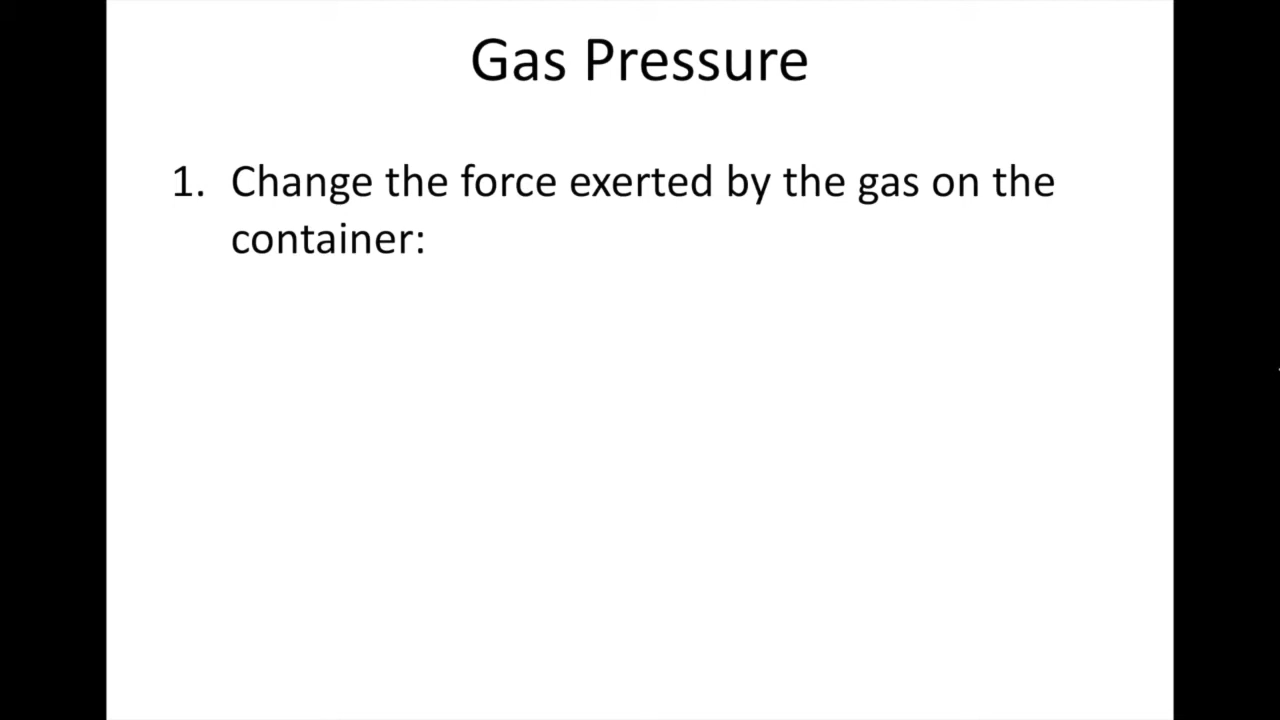 Gas Pressure
1. Change the force exerted by the gas on the
container: